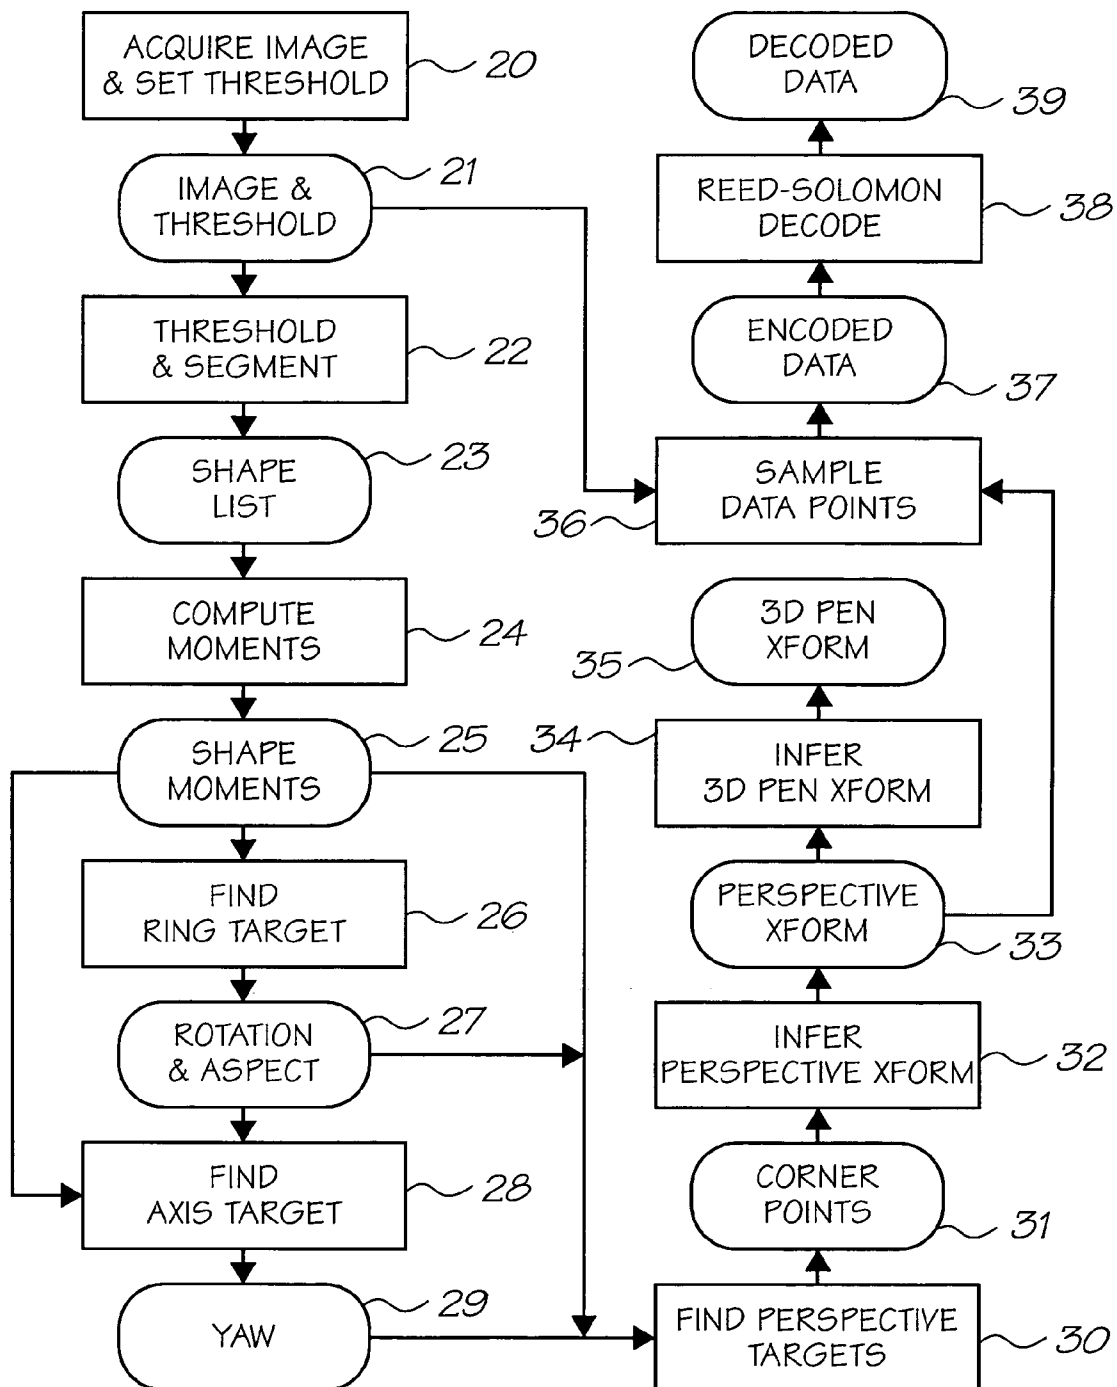 ACQUIRE IMAGE
& SET THRESHOLD
20
IMAGE &
THRESHOLD
21
THRESHOLD
& SEGMENT
22
SHAPE
LIST
23
COMPUTE
MOMENTS
24
SHAPE
MOMENTS
25
FIND
RING TARGET
26
ROTATION
& ASPECT
27
FIND
AXIS TARGET
28
YAW
29
DECODED
DATA
39
REED-SOLOMON
DECODE
38
ENCODED
DATA
37
SAMPLE
DATA POINTS
36
3D PEN
XFORM
35
INFER
3D PEN XFORM
34
PERSPECTIVE
XFORM
33
INFER
PERSPECTIVE XFORM
32
CORNER
POINTS
31
FIND PERSPECTIVE
TARGETS
30